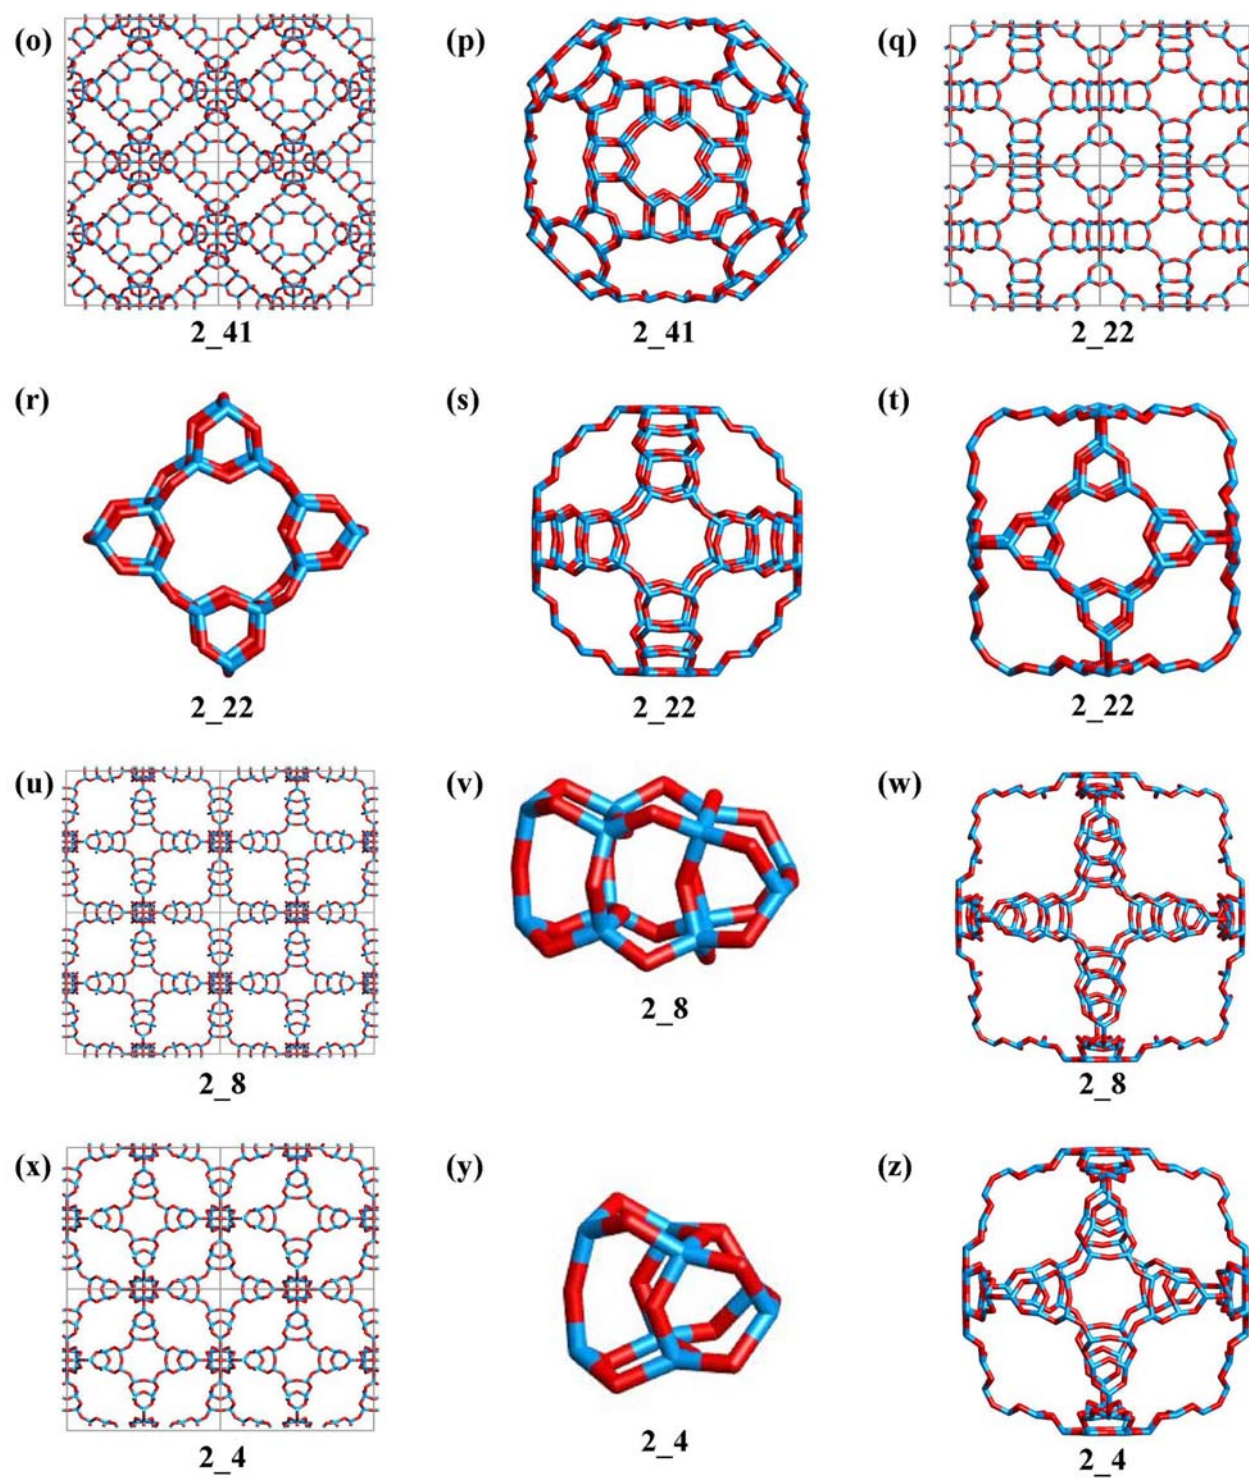 (o)
(p)
(q)
2_41
2_41
2_22
(r)
(s)
(t)
2_22
2_22
2_22
(u)
(v)
(w)
2_8
2_8
2_8
(x)
(y)
(z)
2_4
2_4
2_4